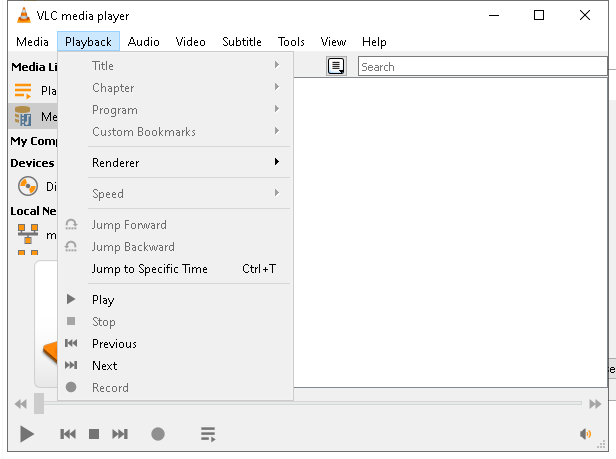 VLC media player
Media Playback Audio Video Subtitle Tools View Help
Media Li
Search
Title
Chapter
Program
Custom Bookmarks
Renderer
Speed
Jump Forward
Jump Backward
Jump to Specific Time Ctrl+T
Play
Stop
Previous
Next
Record
Pla
Me
My Comp
Devices
Di
Local Ne
m
se